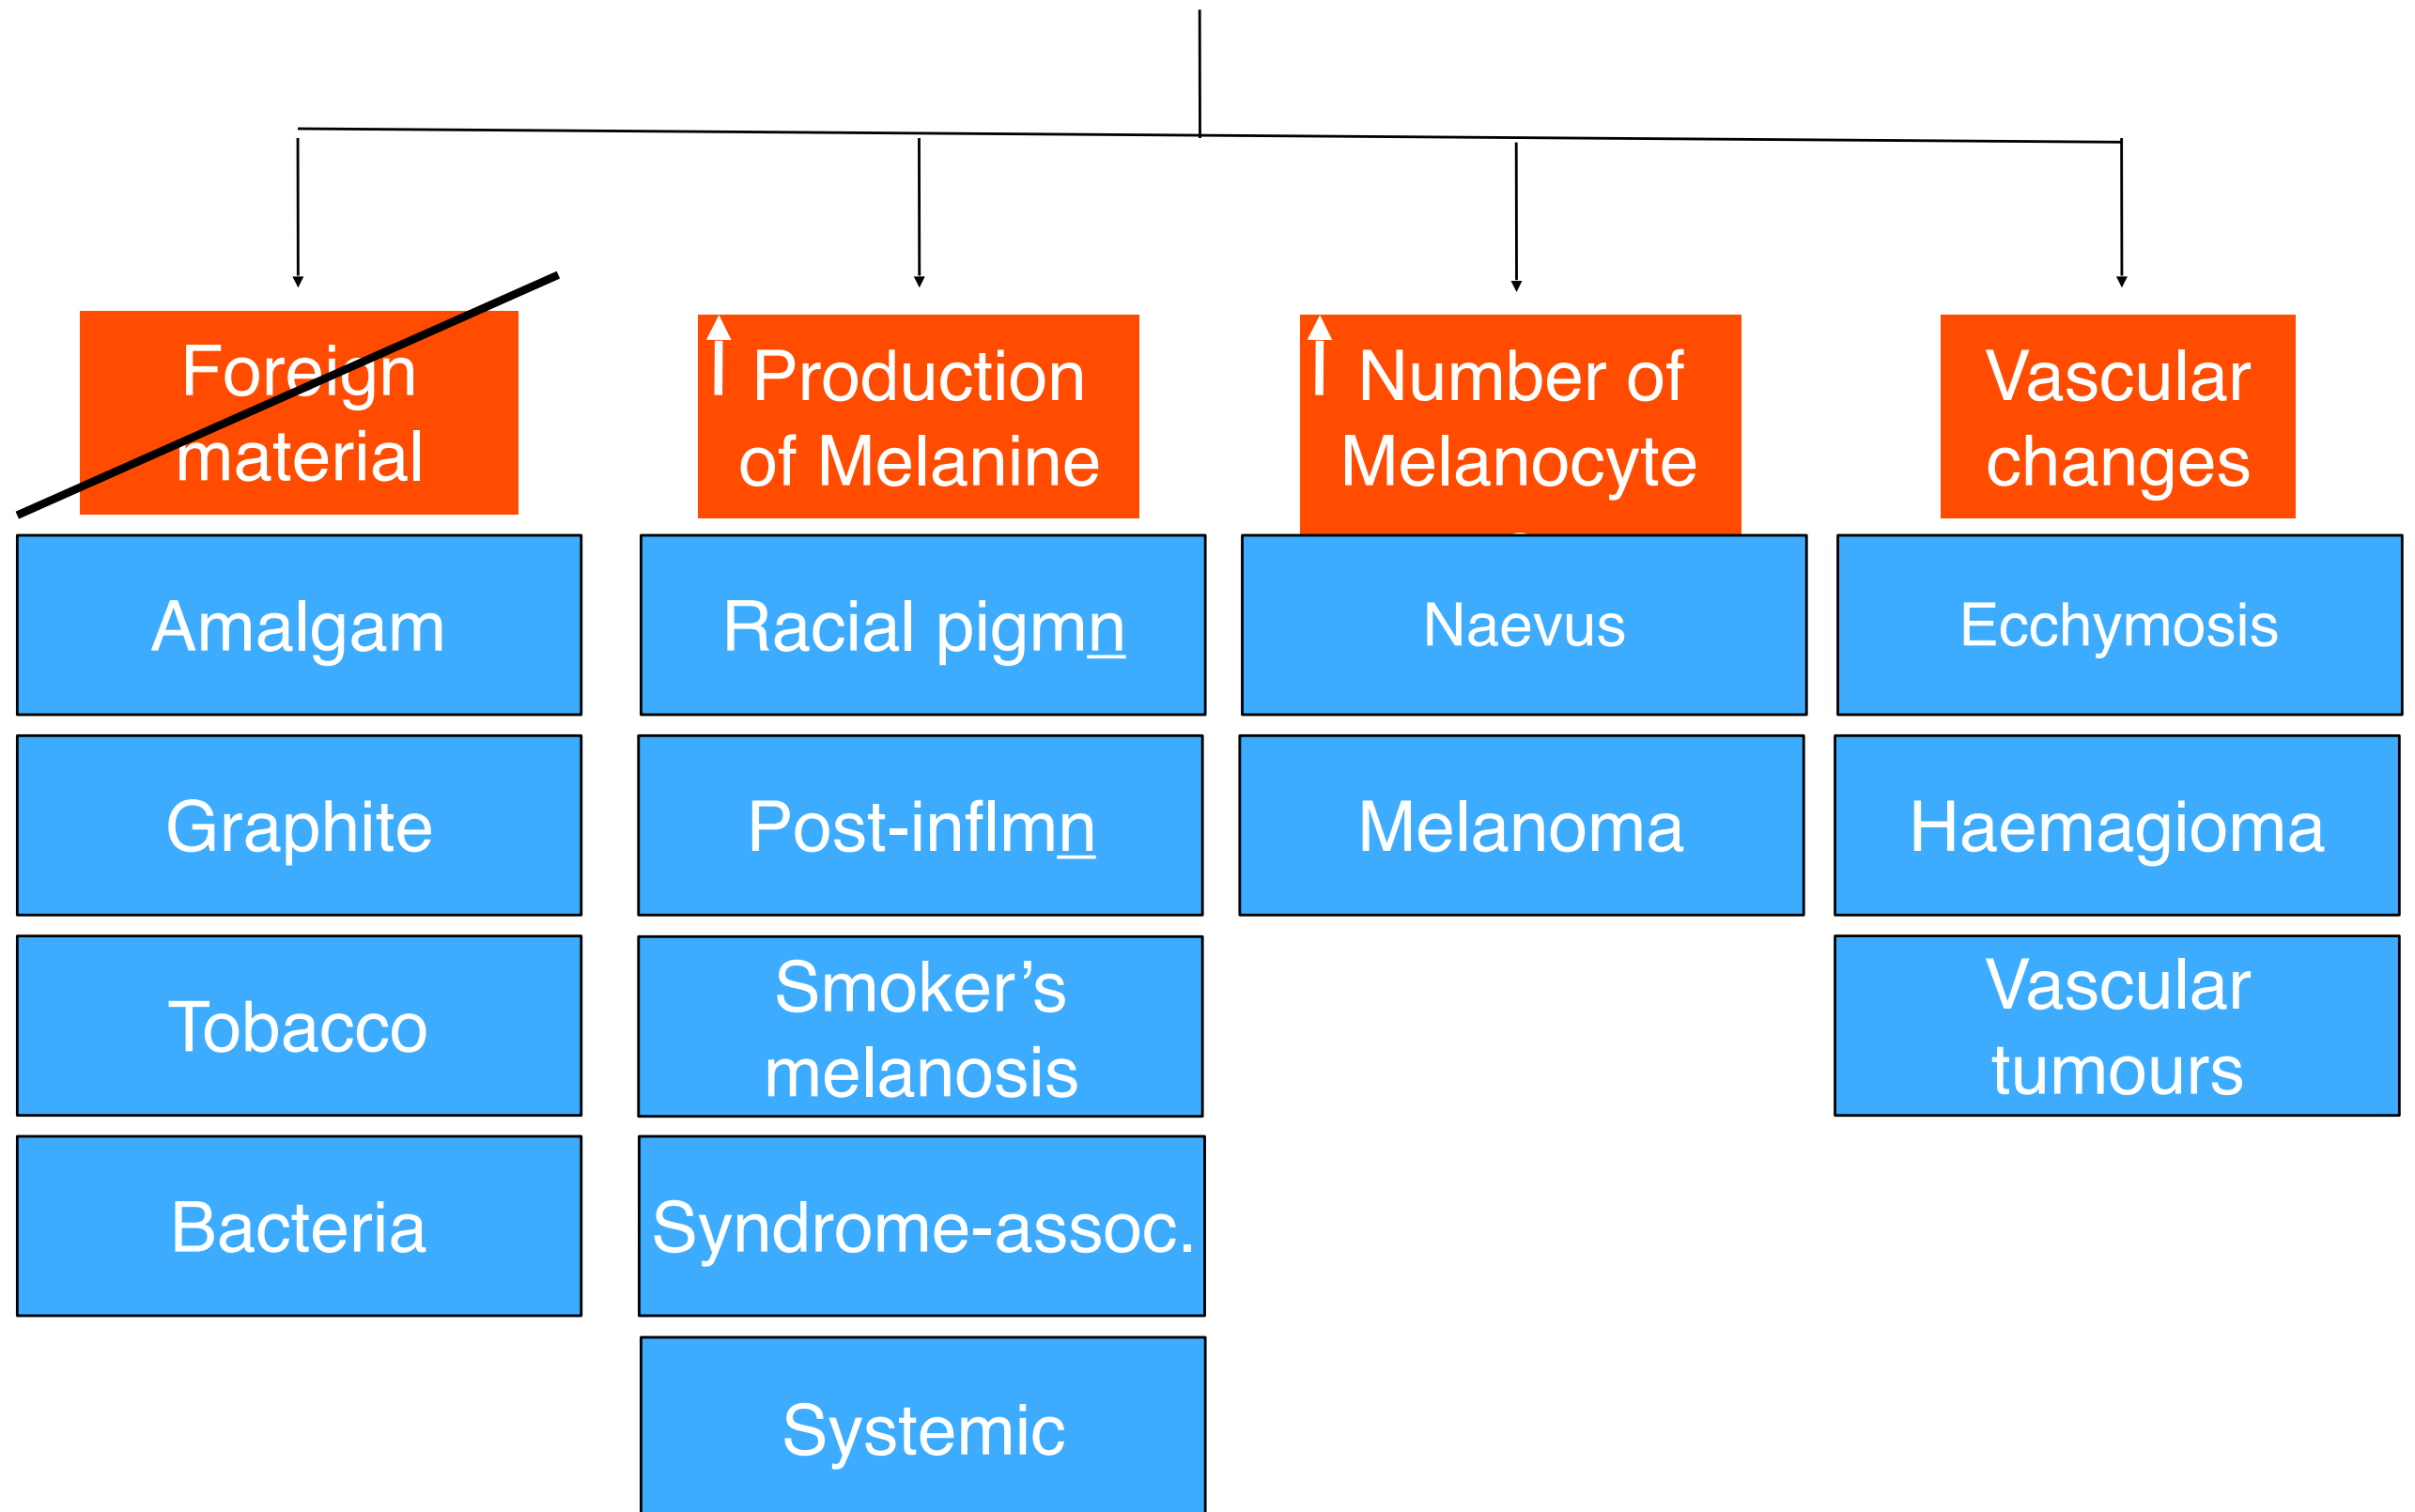 Foreign
material
Amalgam
Graphite
Tobacco
Bacteria
Production
of Melanine
Racial pigmn
Post-inflmn
Smoker’s
melanosis
Syndrome-assoc.
Systemic
Number of
Melanocyte
Naevus
Melanoma
Vascular
changes
Ecchymosis
Haemagioma
Vascular
tumours